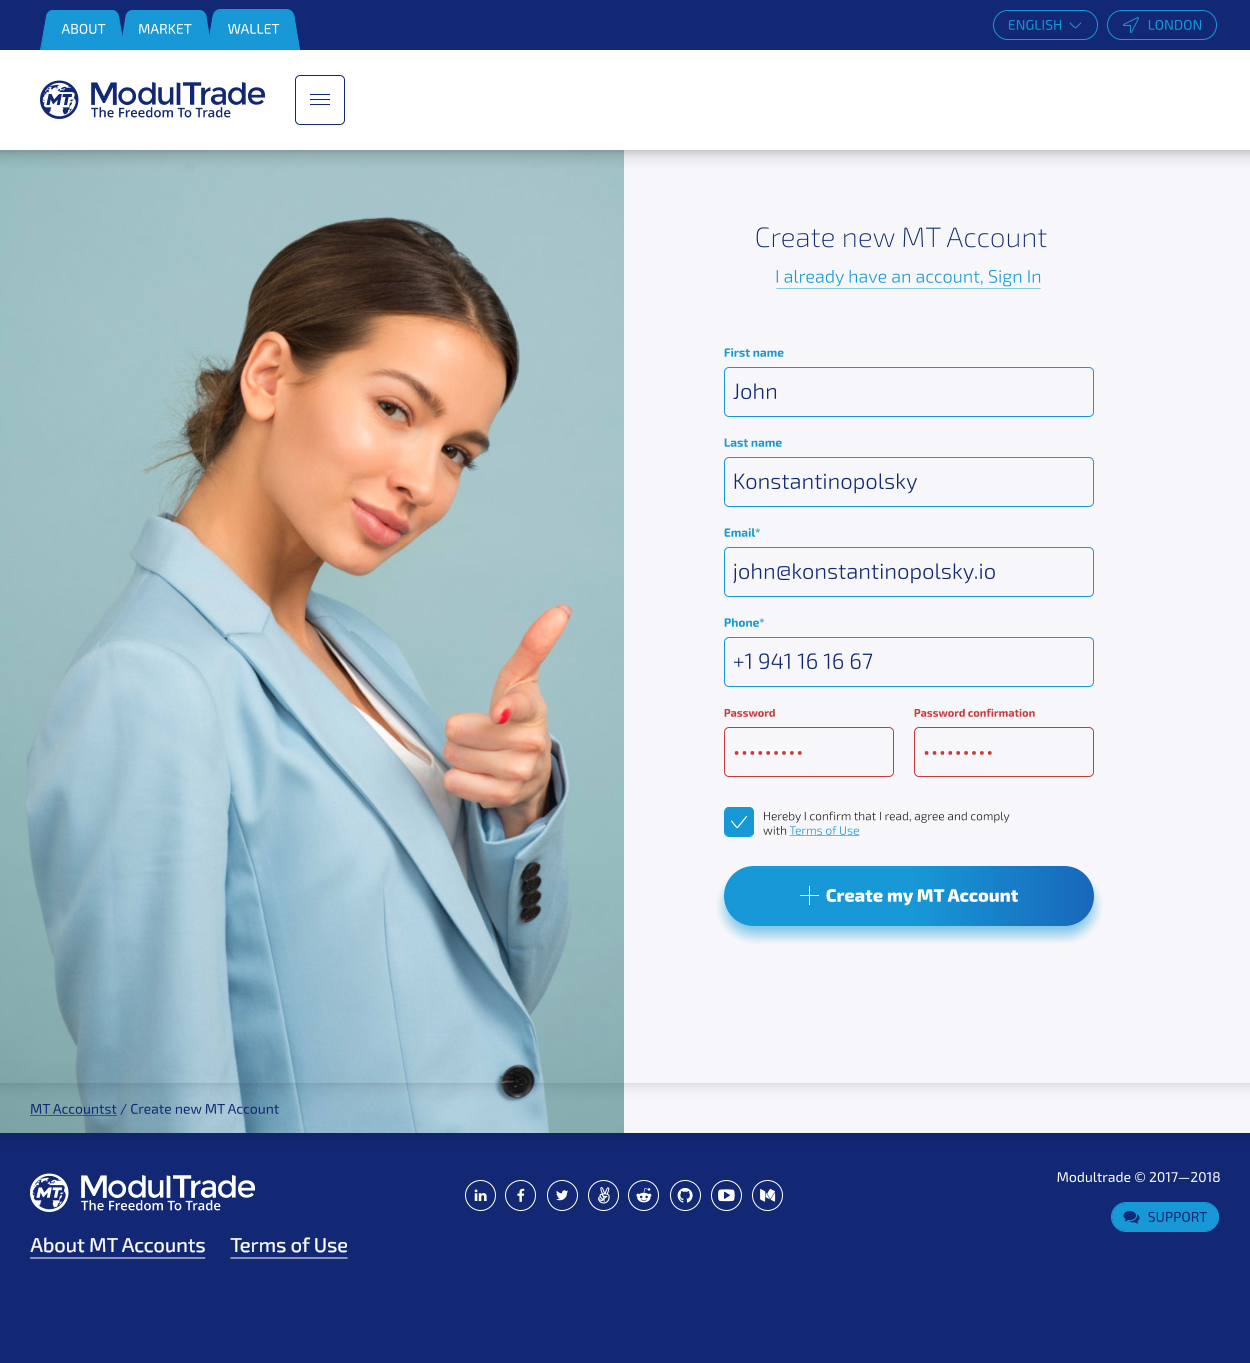 ABOUT
MARKET
WALLET
ENGLISH
LONDON
MT
ModulTrade
The Freedom To Trade
Create new MT Account
I already have an account, Sign In
First name
John
Last name
Konstantinopolsky
Email*
john@konstantinopolsky.io
Phone*
+1 941 16 16 67
Password
Password confirmation
•••••••••
•••••••••
Hereby I confirm that I read, agree and comply
with Terms of Use
Create my MT Account
MT Accountst / Create new MT Account
MT
ModulTrade
The Freedom To Trade
in
f
Modultrade © 2017—2018
SUPPORT
About MT Accounts
Terms of Use